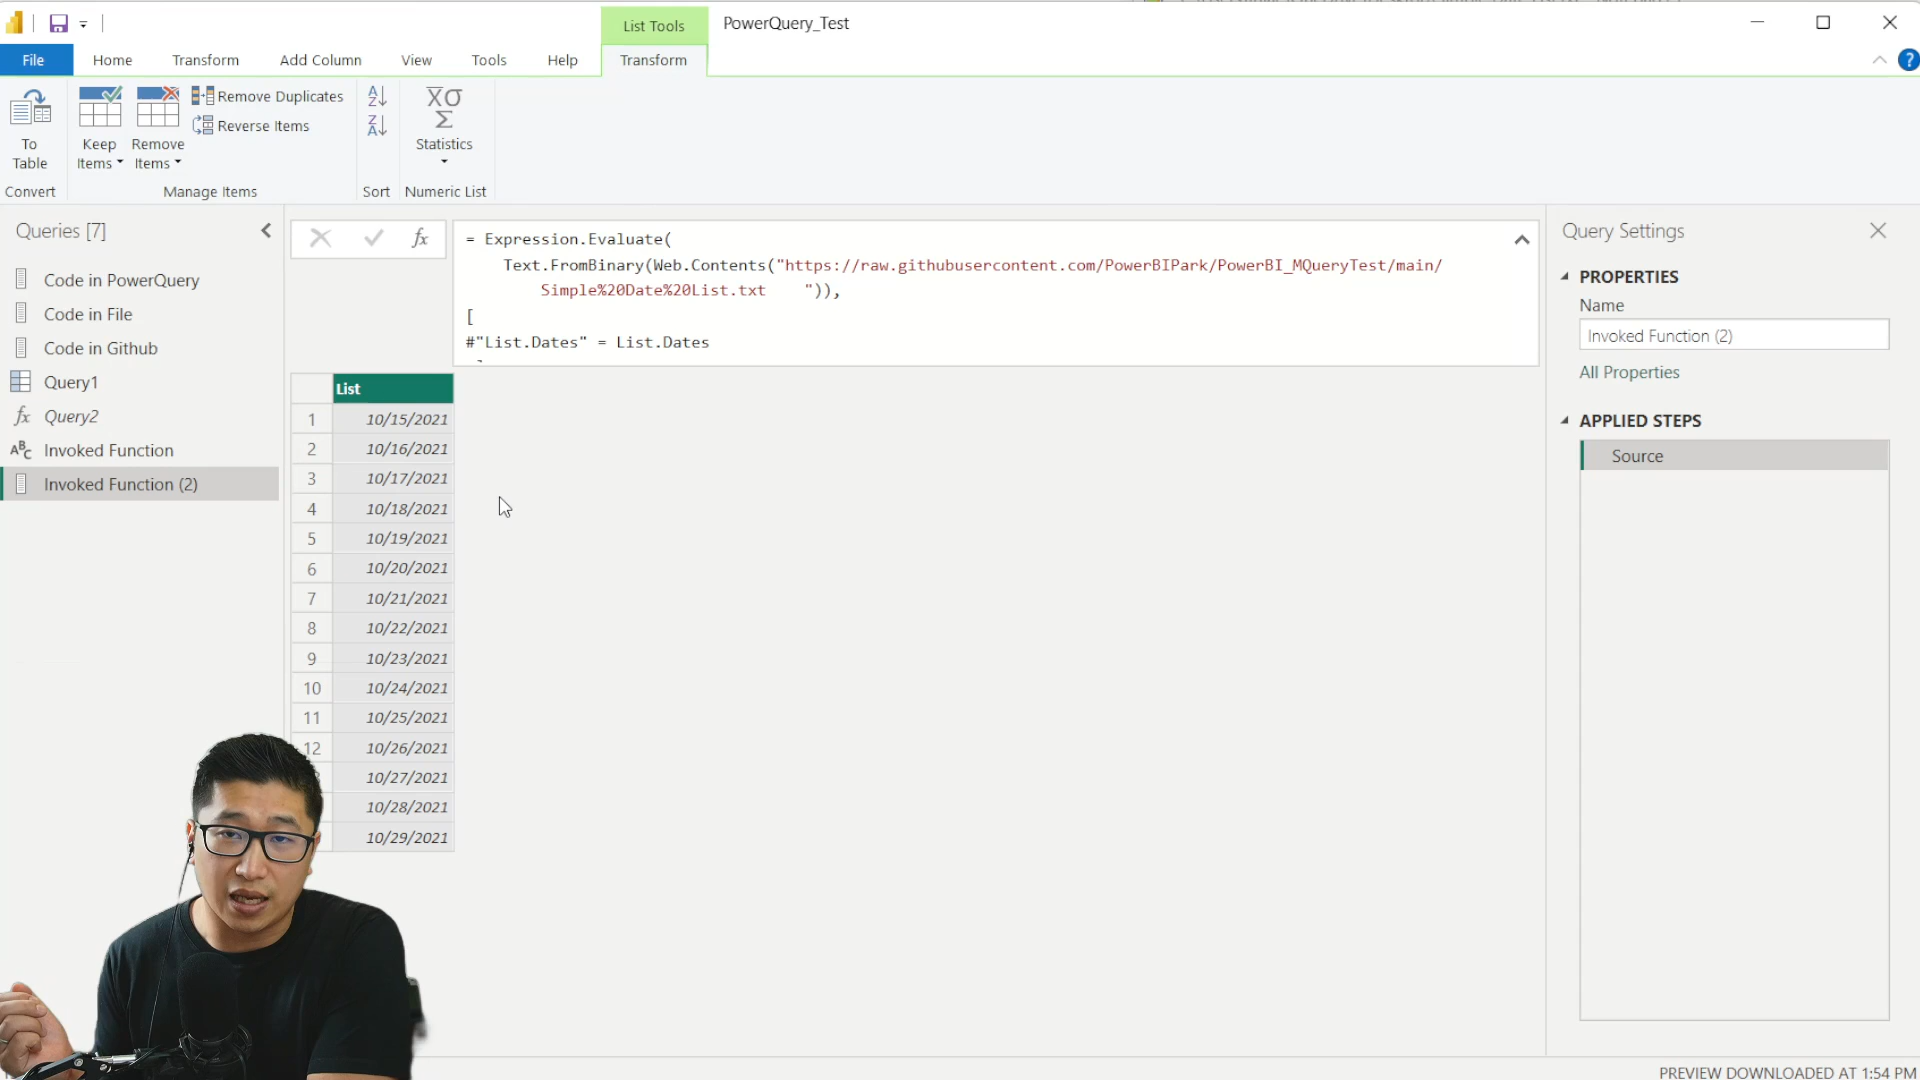 List Tools
PowerQuery_Test
File
Home
Transform
Add Column
View
Tools
Help
Transform
?
To
Table
Keep
Items
Remove
Items
Remove Duplicates
Reverse Items
Statistics
Convert
Manage Items
Sort
Numeric List
Queries [7]
Code in PowerQuery
Code in File
Code in Github
Query1
fx Query2
ABC Invoked Function
Invoked Function (2)
fx
= Expression.Evaluate(
Text.FromBinary(Web.Contents("https://raw.githubusercontent.com/PowerBIPark/PowerBI_MQueryTest/main/
Simple%20Date%20List.txt    ")),
[
#"List.Dates" = List.Dates
List
1 10/15/2021
2 10/16/2021
3 10/17/2021
4 10/18/2021
5 10/19/2021
6 10/20/2021
7 10/21/2021
8 10/22/2021
9 10/23/2021
10 10/24/2021
11 10/25/2021
12 10/26/2021
10/27/2021
10/28/2021
10/29/2021
Query Settings
PROPERTIES
Name
Invoked Function (2)
All Properties
APPLIED STEPS
Source
PREVIEW DOWNLOADED AT 1:54 PM